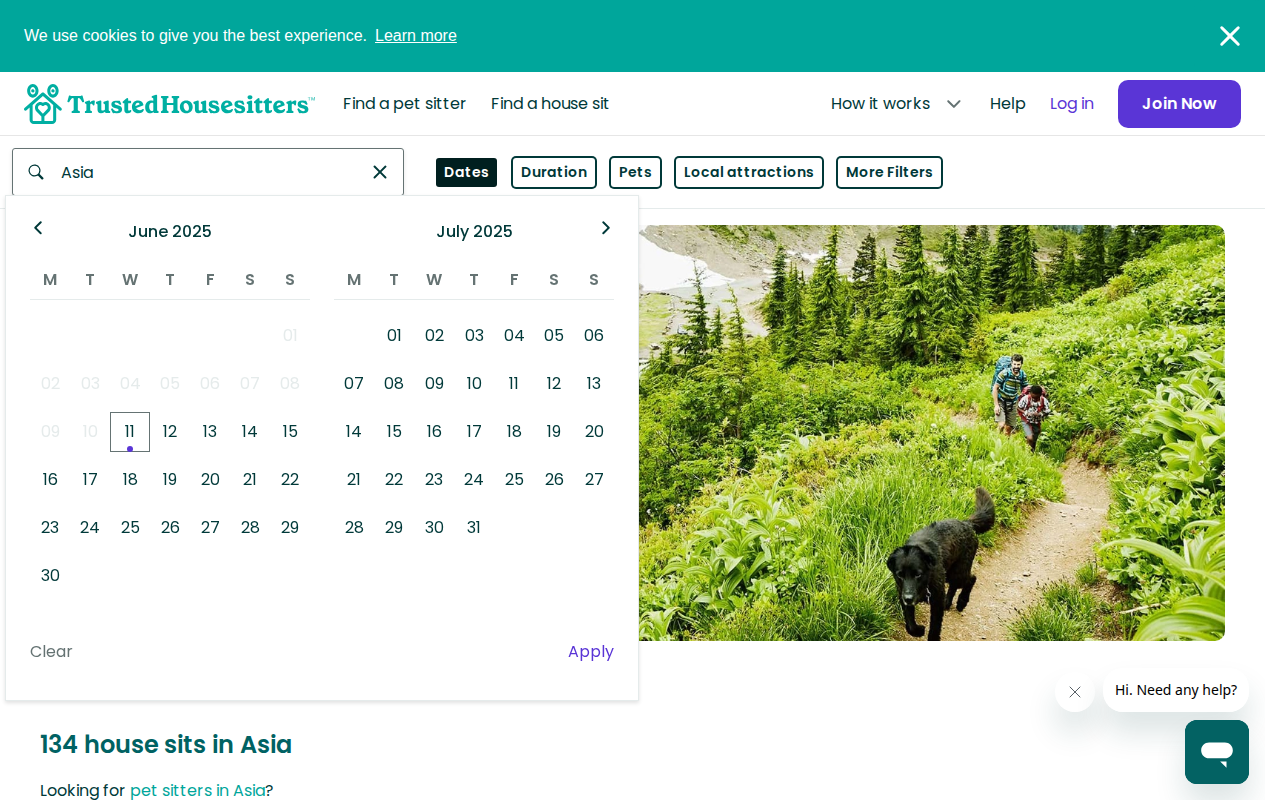 We use cookies to give you the best experience. Learn more
TrustedHousesitters™ Find a pet sitter Find a house sit How it works Help Log in Join Now
Asia Dates Duration Pets Local attractions More Filters
June 2025 July 2025
M T W T F S S M T W T F S S
01 01 02 03 04 05 06
02 03 04 05 06 07 08 07 08 09 10 11 12 13
09 10 11 12 13 14 15 14 15 16 17 18 19 20
16 17 18 19 20 21 22 21 22 23 24 25 26 27
23 24 25 26 27 28 29 28 29 30 31
30
Clear Apply
Hi. Need any help?
134 house sits in Asia
Looking for pet sitters in Asia?